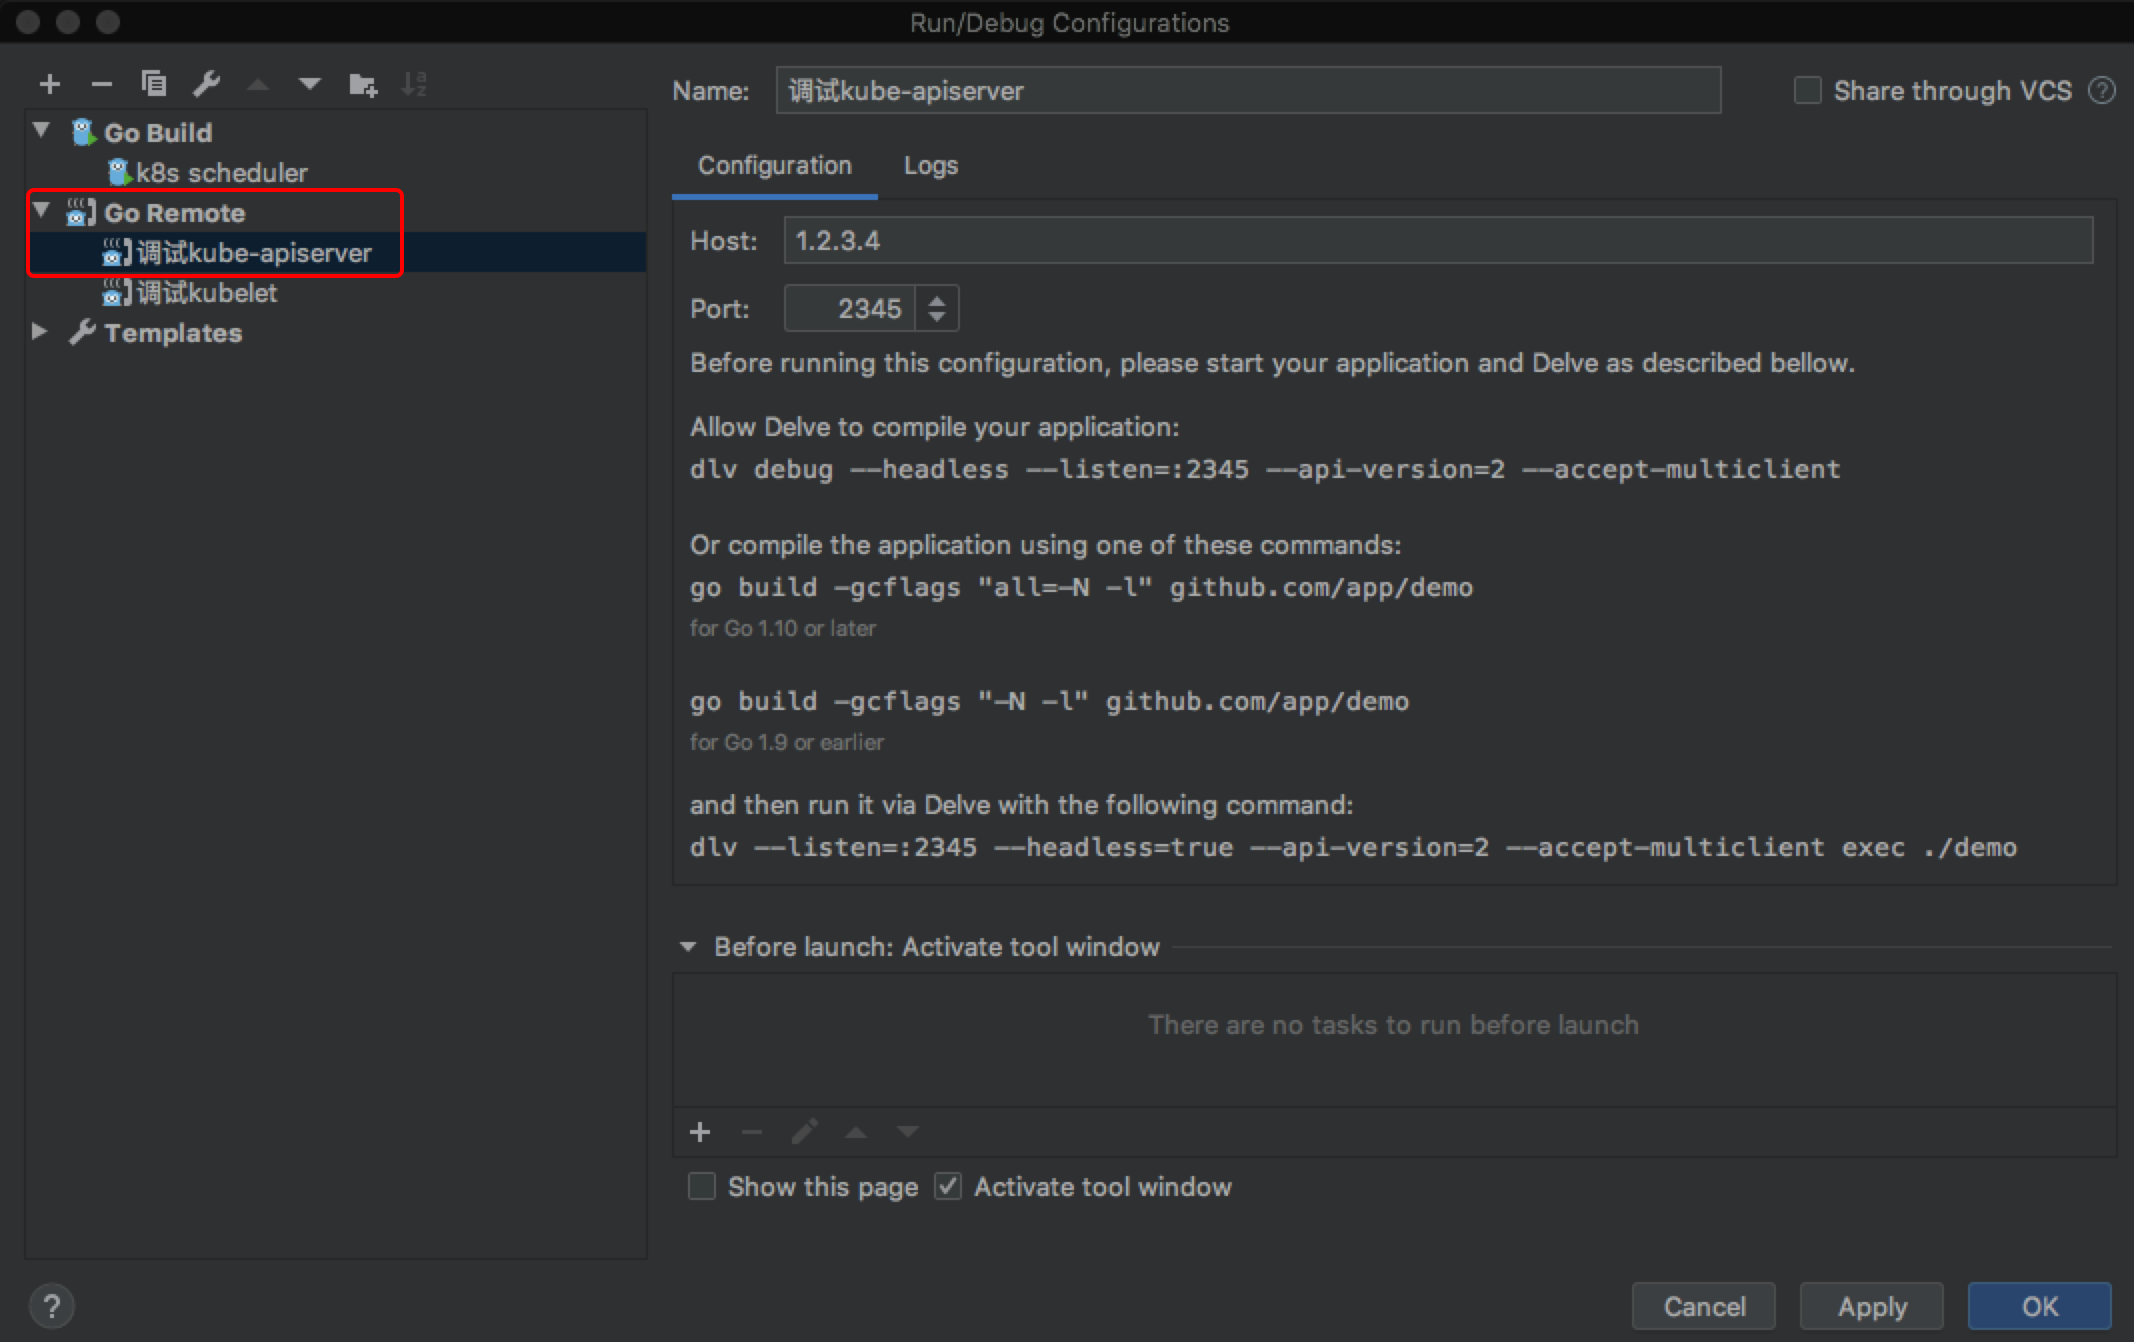 Run/Debug Configurations
Name: 调试kube-apiserver
Share through VCS ?
Go Build
k8s scheduler
Go Remote
调试kube-apiserver
调试kubelet
Templates
Configuration Logs
Host: 1.2.3.4
Port: 2345
Before running this configuration, please start your application and Delve as described bellow.
Allow Delve to compile your application:
dlv debug --headless --listen=:2345 --api-version=2 --accept-multiclient
Or compile the application using one of these commands:
go build -gcflags "all=-N -l" github.com/app/demo
for Go 1.10 or later
go build -gcflags "-N -l" github.com/app/demo
for Go 1.9 or earlier
and then run it via Delve with the following command:
dlv --listen=:2345 --headless=true --api-version=2 --accept-multiclient exec ./demo
Before launch: Activate tool window
There are no tasks to run before launch
Show this page Activate tool window
? Cancel Apply OK